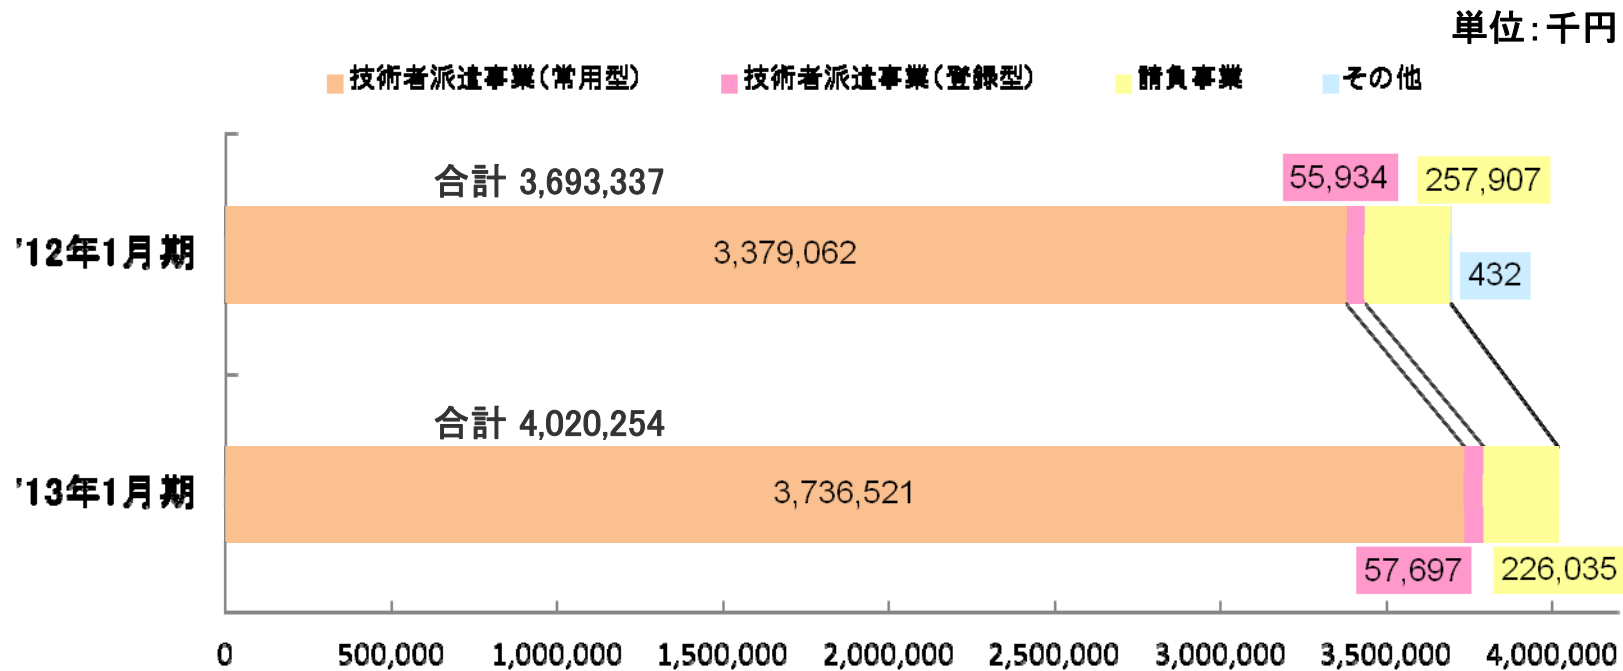 単位:千円
技術者派遣事業(常用型) 技術者派遣事業(登録型) 請負事業 その他
合計 3,693,337
55,934 257,907
'12年1月期
3,379,062
432
合計 4,020,254
'13年1月期
3,736,521
57,697 226,035
0 500,000 1,000,000 1,500,000 2,000,000 2,500,000 3,000,000 3,500,000 4,000,000